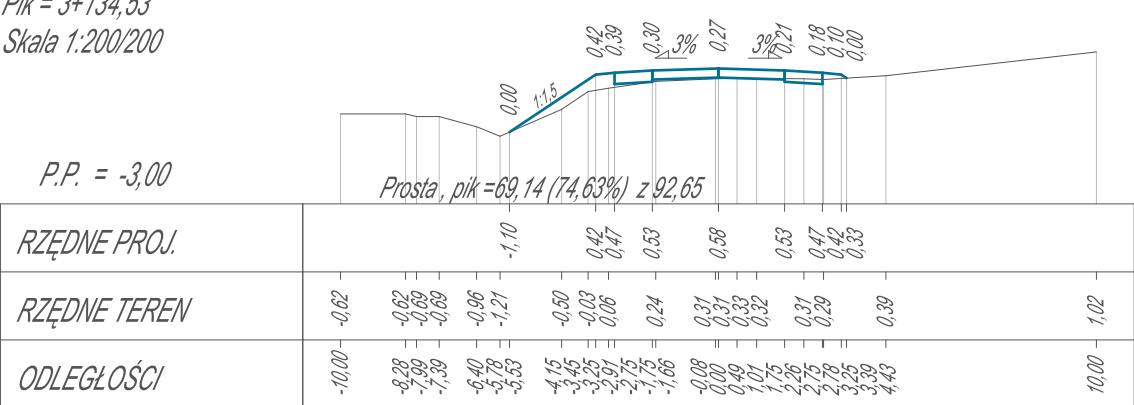 Pik = 3+134,53
Skala 1:200/200
0,42 0,39 0,30 3% 0,27 3% 0,21 0,18 0,10 0,00
0,00 1:1,5
P.P. = -3,00
Prosta , pik =69,14 (74,63%) z 92,65
RZĘDNE PROJ. -1,10 0,42 0,47 0,53 0,58 0,53 0,47 0,42 0,33
RZĘDNE TEREN -0,62 -0,62 -0,69 -0,69 -0,96 -1,21 -0,50 -0,03 0,06 0,24 0,31 0,31 0,33 0,32 0,31 0,29 0,39 1,02
ODLEGŁOŚCI -10,00 -8,28 -7,99 -7,39 -6,40 -5,78 -5,53 -4,15 -3,45 -3,25 -2,91 -2,75 -1,75 -1,66 -0,08 0,00 0,49 1,01 1,75 2,26 2,75 2,78 3,25 3,39 4,43 10,00